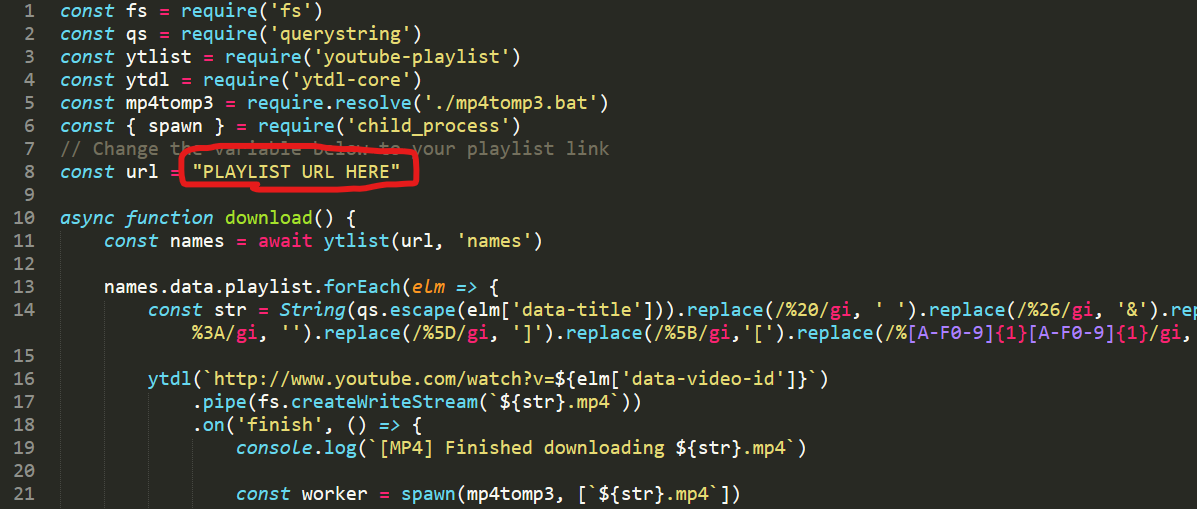 1 const fs = require('fs')
2 const qs = require('querystring')
3 const ytlist = require('youtube-playlist')
4 const ytdl = require('ytdl-core')
5 const mp4tomp3 = require.resolve('./mp4tomp3.bat')
6 const { spawn } = require('child_process')
7 // Change the variable below to your playlist link
8 const url = "PLAYLIST URL HERE"
9
10 async function download() {
11 const names = await ytlist(url, 'names')
12
13 names.data.playlist.forEach(elm => {
14 const str = String(qs.escape(elm['data-title'])).replace(/%20/gi, ' ').replace(/%26/gi, '&').rep
%3A/gi, '').replace(/%5D/gi, ']').replace(/%5B/gi,'[').replace(/%[A-F0-9]{1}[A-F0-9]{1}/gi,
15
16 ytdl(`http://www.youtube.com/watch?v=${elm['data-video-id']}`)
17 .pipe(fs.createWriteStream(`${str}.mp4`))
18 .on('finish', () => {
19 console.log(`[MP4] Finished downloading ${str}.mp4`)
20
21 const worker = spawn(mp4tomp3, [`${str}.mp4`])